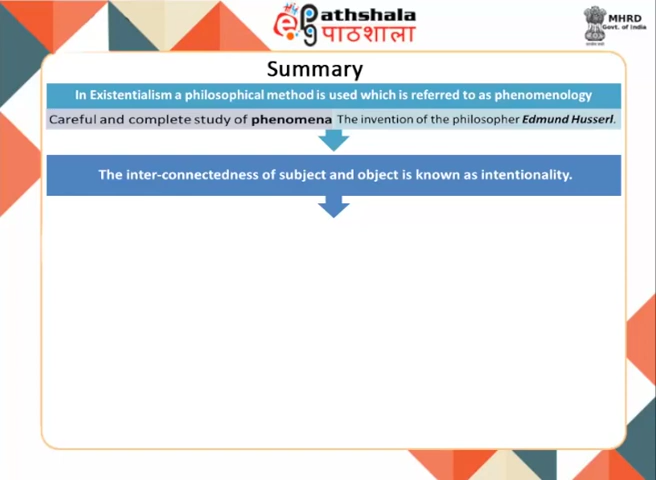 My
ePathshala
पाठशाला
MHRD
Govt. of India
Summary
In Existentialism a philosophical method is used which is referred to as phenomenology
Careful and complete study of phenomena The invention of the philosopher Edmund Husserl.
The inter-connectedness of subject and object is known as intentionality.